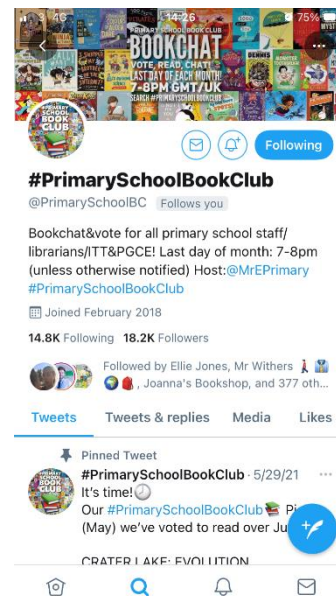 4G 14:26 75%
PRIMARY SCHOOL BOOK CLUB
BOOKCHAT
VOTE, READ, CHAT!
LAST DAY OF EACH MONTH!
7-8PM GMT/UK
SEARCH #PRIMARYSCHOOLBOOKCLUB
DENNIS
PRIMARY
SCHOOL
BOOK
CLUB
Following
#PrimarySchoolBookClub
@PrimarySchoolBC Follows you
Bookchat&vote for all primary school staff/
librarians/ITT&PGCE! Last day of month: 7-8pm
(unless otherwise notified) Host:@MrEPrimary
#PrimarySchoolBookClub
Joined February 2018
14.8K Following 18.2K Followers
Followed by Ellie Jones, Mr Withers
, Joanna's Bookshop, and 377 oth...
Tweets Tweets & replies Media Likes
Pinned Tweet
#PrimarySchoolBookClub · 5/29/21 ...
It's time!
Our #PrimarySchoolBookClub Pi
(May) we've voted to read over Ju
CRATER LAKE: EVOLUTION